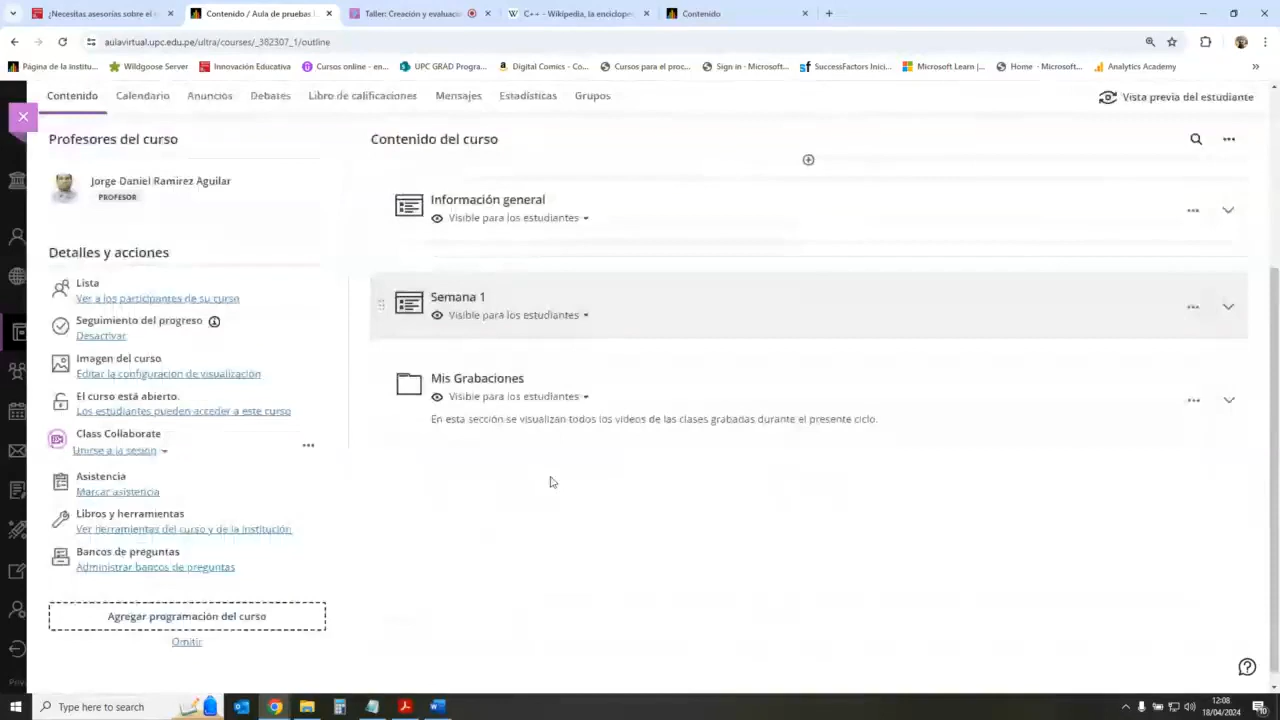 ¿Necesitas asesorías sobre el
Contenido / Aula de pruebas
Taller: Creación y evaluació
C++ - Wikipedia, la enciclope
Contenido
aulavirtual.upc.edu.pe/ultra/courses/_382307_1/outline
Página de la Institu...
Wildgoose Server
Innovación Educativa
Cursos online - en...
UPC GRAD Progra...
Digital Comics - Co...
Cursos para el proc...
Sign in - Microsoft...
SuccessFactors Inici...
Microsoft Learn |...
Home - Microsoft...
Analytics Academy
Contenido
Calendario
Anuncios
Debates
Libro de calificaciones
Mensajes
Estadísticas
Grupos
Vista previa del estudiante
Profesores del curso
Jorge Daniel Ramirez Aguilar
PROFESOR
Detalles y acciones
Lista
Ver a los participantes de su curso
Seguimiento del progreso
Desactivar
Imagen del curso
Editar la configuración de visualización
El curso está abierto.
Los estudiantes pueden acceder a este curso
Class Collaborate
Unirse a la sesión
Asistencia
Marcar asistencia
Libros y herramientas
Ver herramientas del curso y de la institución
Bancos de preguntas
Administrar bancos de preguntas
Agregar programación del curso
Omitir
Contenido del curso
Información general
Visible para los estudiantes
Semana 1
Visible para los estudiantes
Mis Grabaciones
Visible para los estudiantes
En esta sección se visualizan todos los videos de las clases grabadas durante el presente ciclo.
Type here to search
12:08
18/04/2024